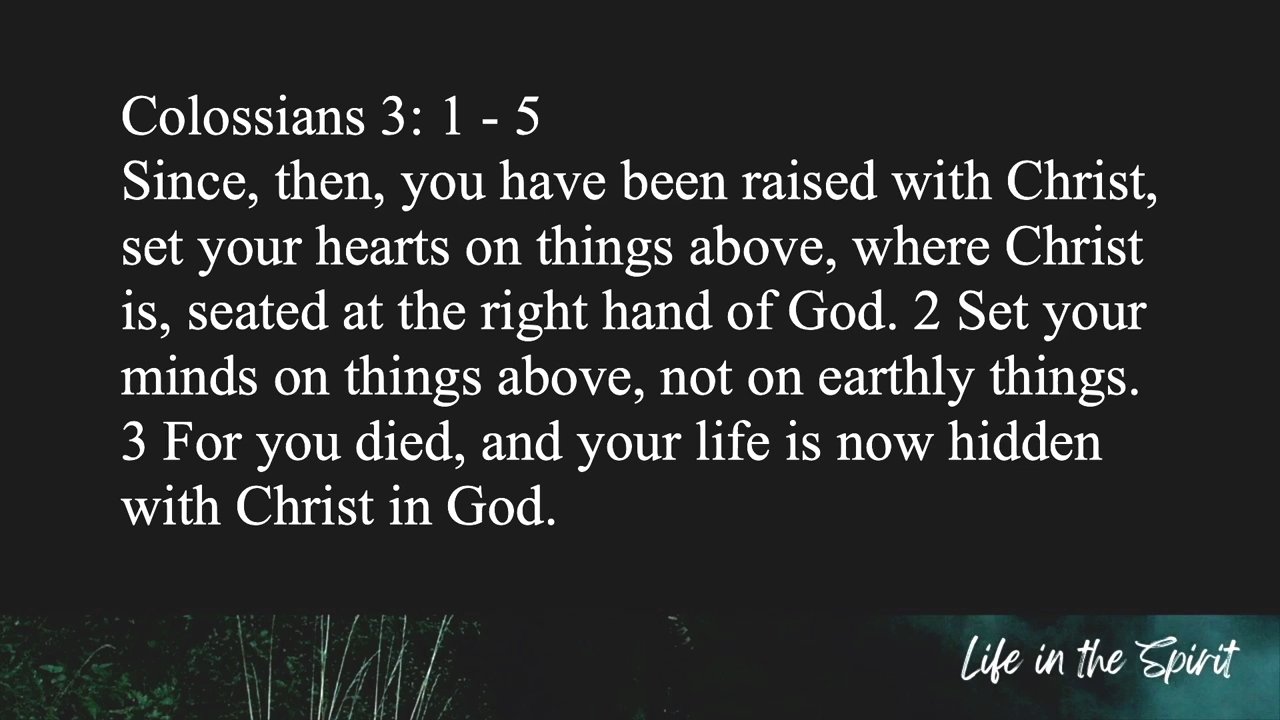 Colossians 3: 1 - 5
Since, then, you have been raised with Christ,
set your hearts on things above, where Christ
is, seated at the right hand of God. 2 Set your
minds on things above, not on earthly things.
3 For you died, and your life is now hidden
with Christ in God.
Life in the Spirit